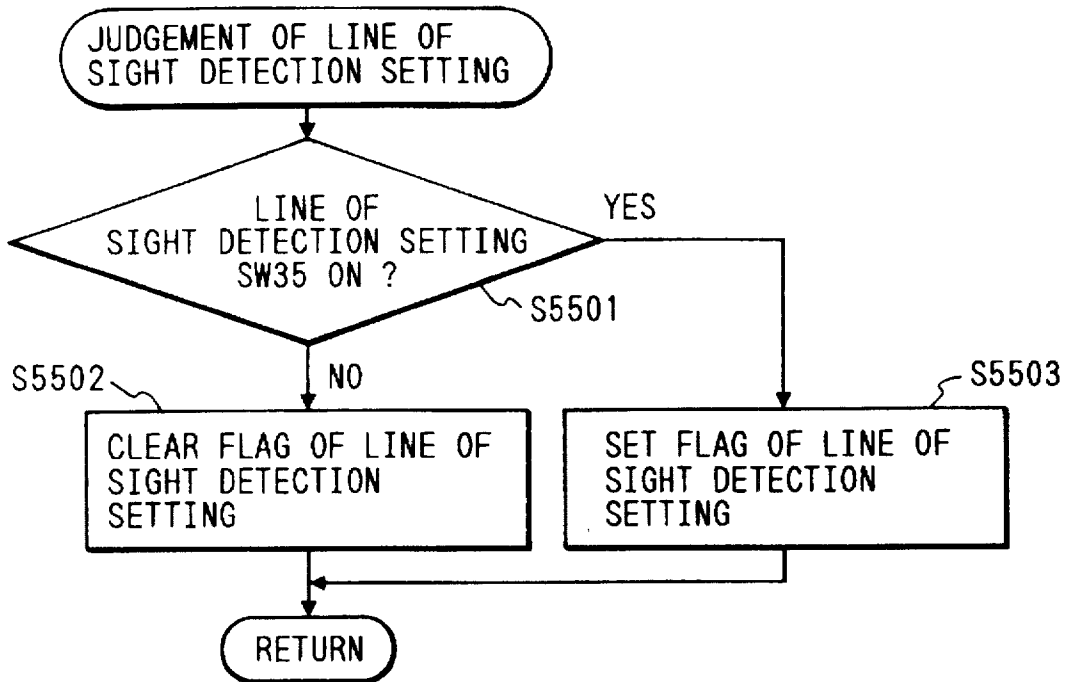 JUDGEMENT OF LINE OF
SIGHT DETECTION SETTING
LINE OF
SIGHT DETECTION SETTING
SW35 ON ?
YES
S5501
NO
S5502
CLEAR FLAG OF LINE OF
SIGHT DETECTION
SETTING
S5503
SET FLAG OF LINE OF
SIGHT DETECTION
SETTING
RETURN